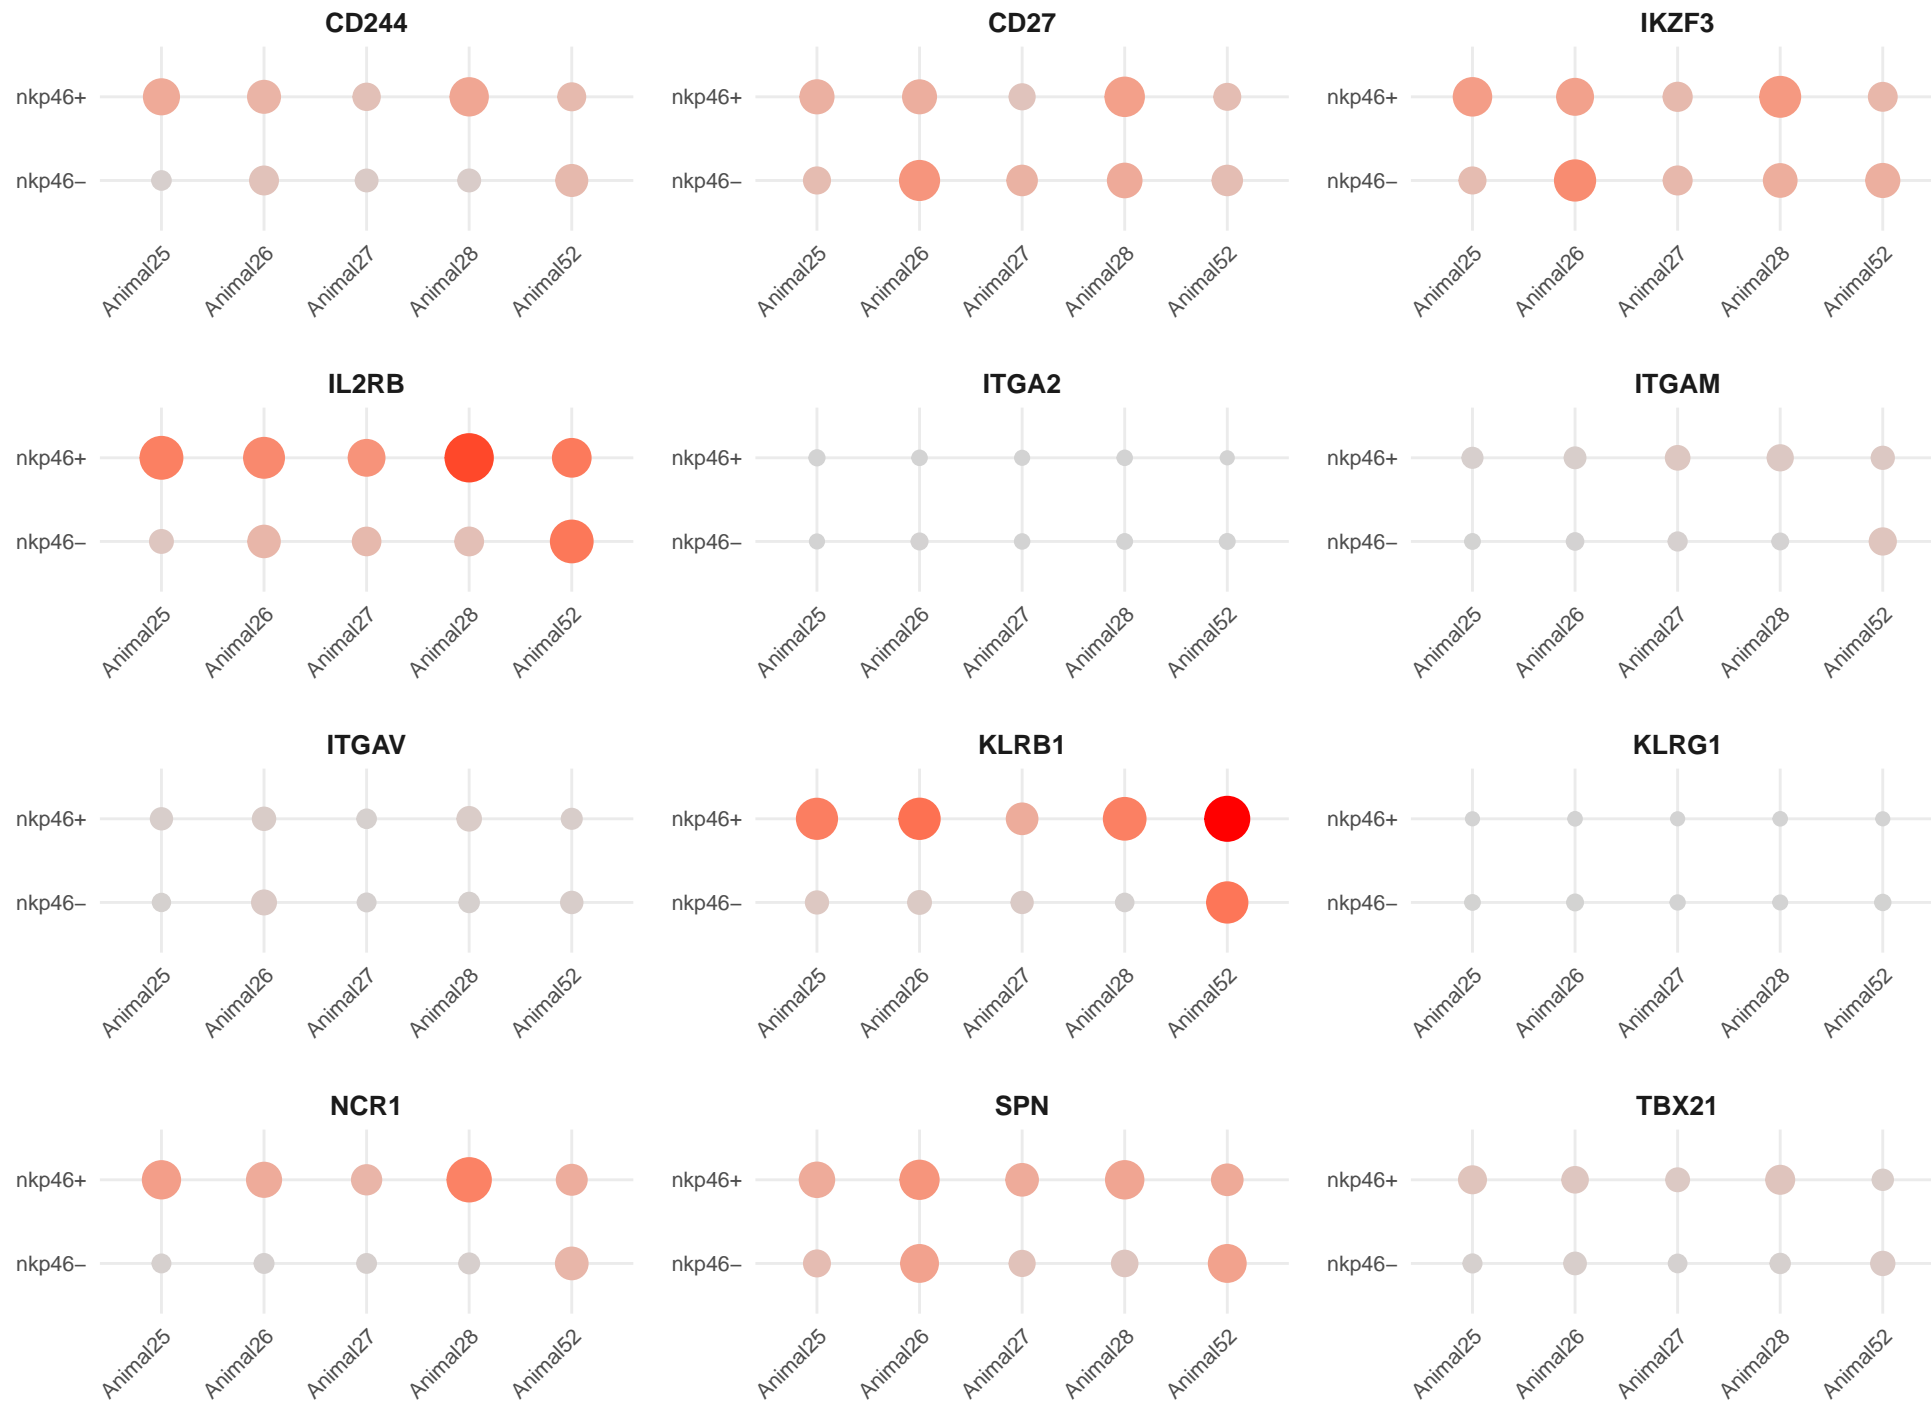 CD244 CD27 IKZF3
nkp46+ nkp46+ nkp46+
nkp46− nkp46− nkp46−
Animal25 Animal26 Animal27 Animal28 Animal52 Animal25 Animal26 Animal27 Animal28 Animal52 Animal25 Animal26 Animal27 Animal28 Animal52
IL2RB ITGA2 ITGAM
nkp46+ nkp46+ nkp46+
nkp46− nkp46− nkp46−
Animal25 Animal26 Animal27 Animal28 Animal52 Animal25 Animal26 Animal27 Animal28 Animal52 Animal25 Animal26 Animal27 Animal28 Animal52
ITGAV KLRB1 KLRG1
nkp46+ nkp46+ nkp46+
nkp46− nkp46− nkp46−
Animal25 Animal26 Animal27 Animal28 Animal52 Animal25 Animal26 Animal27 Animal28 Animal52 Animal25 Animal26 Animal27 Animal28 Animal52
NCR1 SPN TBX21
nkp46+ nkp46+ nkp46+
nkp46− nkp46− nkp46−
Animal25 Animal26 Animal27 Animal28 Animal52 Animal25 Animal26 Animal27 Animal28 Animal52 Animal25 Animal26 Animal27 Animal28 Animal52